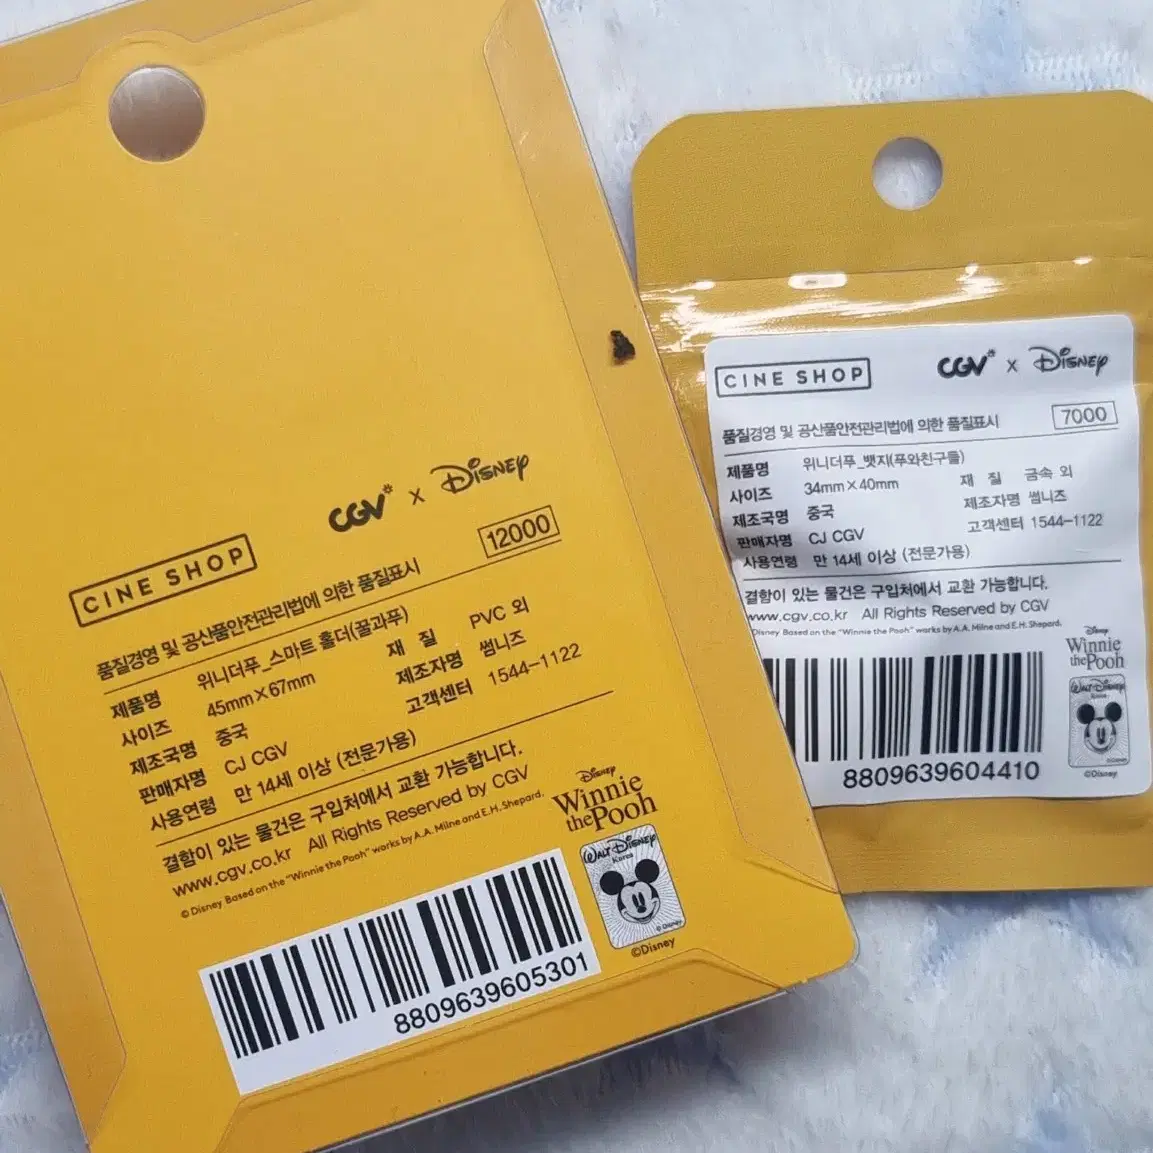 CINE SHOP
CGV x Disney
12000
품질경영 및 공산품안전관리법에 의한 품질표시
제품명 위니더푸_스마트 홀더(꿀과푸)
사이즈 45mm×67mm 재 질 PVC 외
제조국명 중국 제조자명 썸니즈
판매자명 CJ CGV 고객센터 1544-1122
사용연령 만 14세 이상 (전문가용)
결함이 있는 물건은 구입처에서 교환 가능합니다.
www.cgv.co.kr All Rights Reserved by CGV
© Disney Based on the "Winnie the Pooh" works by A.A. Milne and E.H. Shepard.
Disney
Winnie
the Pooh
WALT DISNEY
Korea
© Disney
©Disney
8809639605301
CINE SHOP
CGV x Disney
7000
품질경영 및 공산품안전관리법에 의한 품질표시
제품명 위니더푸_뱃지(푸와친구들)
사이즈 34mm×40mm 재 질 금속 외
제조국명 중국 제조자명 썸니즈
판매자명 CJ CGV 고객센터 1544-1122
사용연령 만 14세 이상 (전문가용)
결함이 있는 물건은 구입처에서 교환 가능합니다.
www.cgv.co.kr All Rights Reserved by CGV
Disney Based on the "Winnie the Pooh" works by A.A. Milne and E.H. Shepard.
Disney
Winnie
the Pooh
WALT DISNEY
Korea
© Disney
©Disney
8809639604410